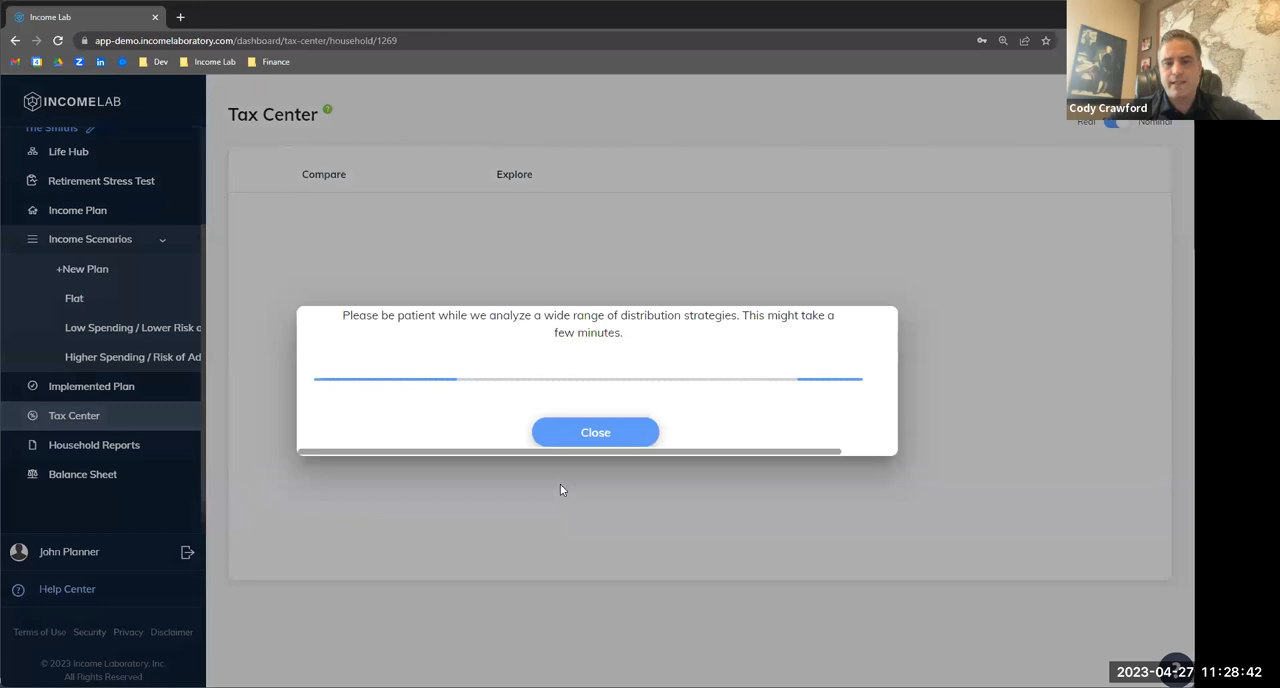 Income Lab
app-demo.incomelaboratory.com/dashboard/tax-center/household/1269
Dev
Income Lab
Finance
Cody Crawford
INCOMELAB
The Smiths
Life Hub
Retirement Stress Test
Income Plan
Income Scenarios
+New Plan
Flat
Low Spending / Lower Risk o
Higher Spending / Risk of Ad
Implemented Plan
Tax Center
Household Reports
Balance Sheet
John Planner
Help Center
Terms of Use Security Privacy Disclaimer
© 2023 Income Laboratory, Inc.
All Rights Reserved
Tax Center
Real Nominal
Compare Explore
Please be patient while we analyze a wide range of distribution strategies. This might take a
few minutes.
Close
2023-04-27 11:28:42